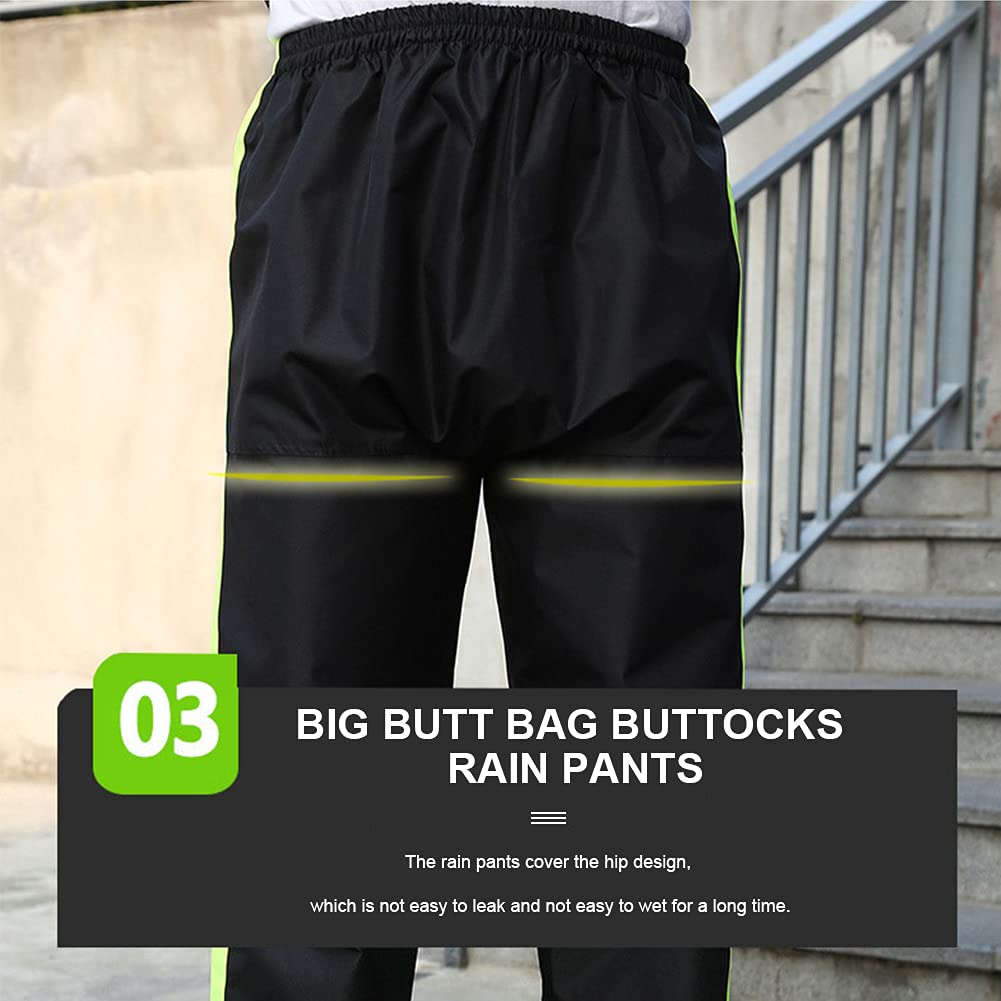 03
BIG BUTT BAG BUTTOCKS
RAIN PANTS
The rain pants cover the hip design,
which is not easy to leak and not easy to wet for a long time.